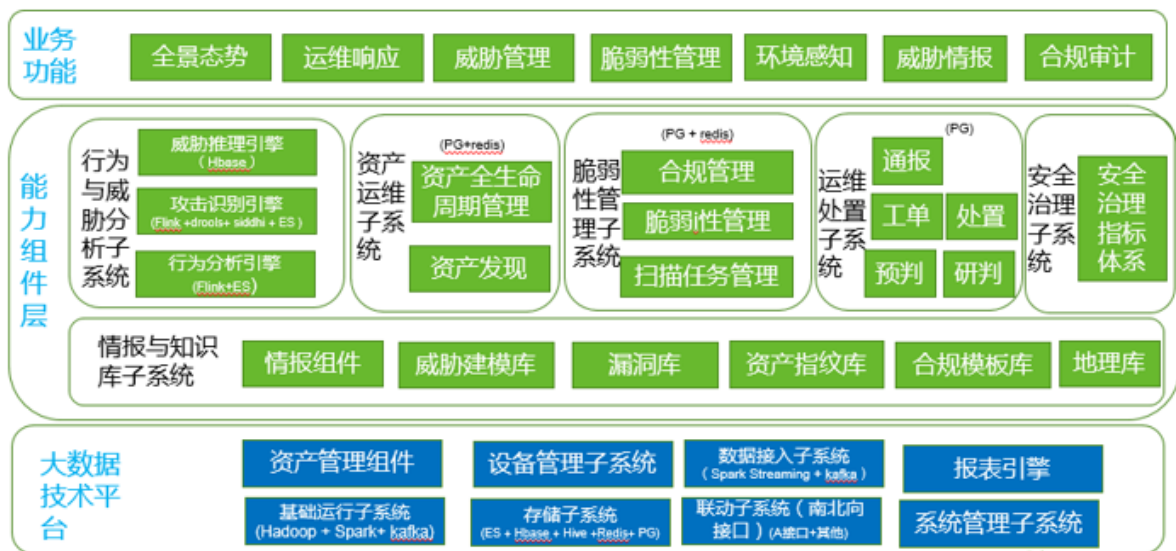 业务
功能
全景态势
运维响应
威胁管理
脆弱性管理
环境感知
威胁情报
合规审计
能
力
组
件
层
行为
与威
胁分
析子
系统
威胁推理引擎
（Hbase）
攻击识别引擎
(Flink +drools+ siddhi + ES )
行为分析引擎
(Flink+ES)
资产
运维
子系
统
(PG+redis)
资产全生命
周期管理
资产发现
脆弱
性管
理子
系统
(PG + redis)
合规管理
脆弱j性管理
扫描任务管理
运维
处置
子系
统
(PG)
通报
工单
处置
预判
研判
安全
治理
子系
统
安全
治理
指标
体系
情报与知识
库子系统
情报组件
威胁建模库
漏洞库
资产指纹库
合规模板库
地理库
大数据
技术平
台
资产管理组件
设备管理子系统
数据接入子系统
（Spark Streaming + kafka）
报表引擎
基础运行子系统
(Hadoop + Spark+ kafka)
存储子系统
(ES + Hbase + Hive +Redis+ PG)
联动子系统（南北向
接口）(A接口+其他)
系统管理子系统